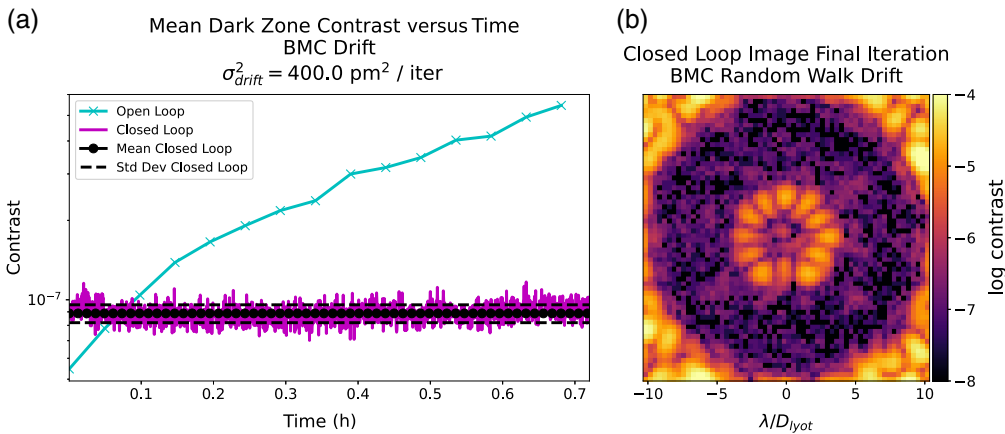 (a)
Mean Dark Zone Contrast versus Time
BMC Drift
σ²drift = 400.0 pm² / iter
Open Loop
Closed Loop
Mean Closed Loop
Std Dev Closed Loop
Contrast
10⁻⁷
0.1 0.2 0.3 0.4 0.5 0.6 0.7
Time (h)
(b)
Closed Loop Image Final Iteration
BMC Random Walk Drift
−10 −5 0 5 10
λ/Dlyot
−4
−5
−6
−7
−8
log contrast